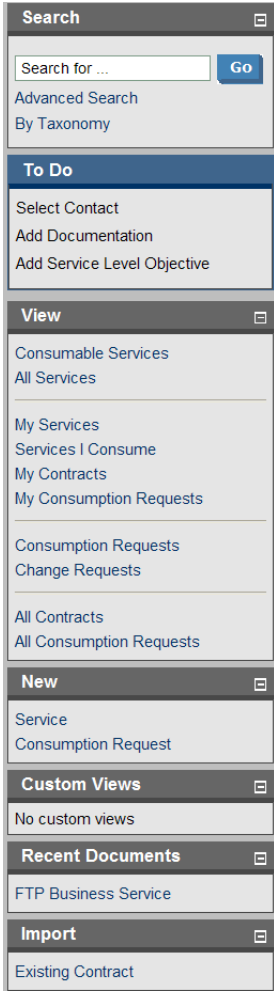 Search
Search for ...
Go
Advanced Search
By Taxonomy
To Do
Select Contact
Add Documentation
Add Service Level Objective
View
Consumable Services
All Services
My Services
Services I Consume
My Contracts
My Consumption Requests
Consumption Requests
Change Requests
All Contracts
All Consumption Requests
New
Service
Consumption Request
Custom Views
No custom views
Recent Documents
FTP Business Service
Import
Existing Contract